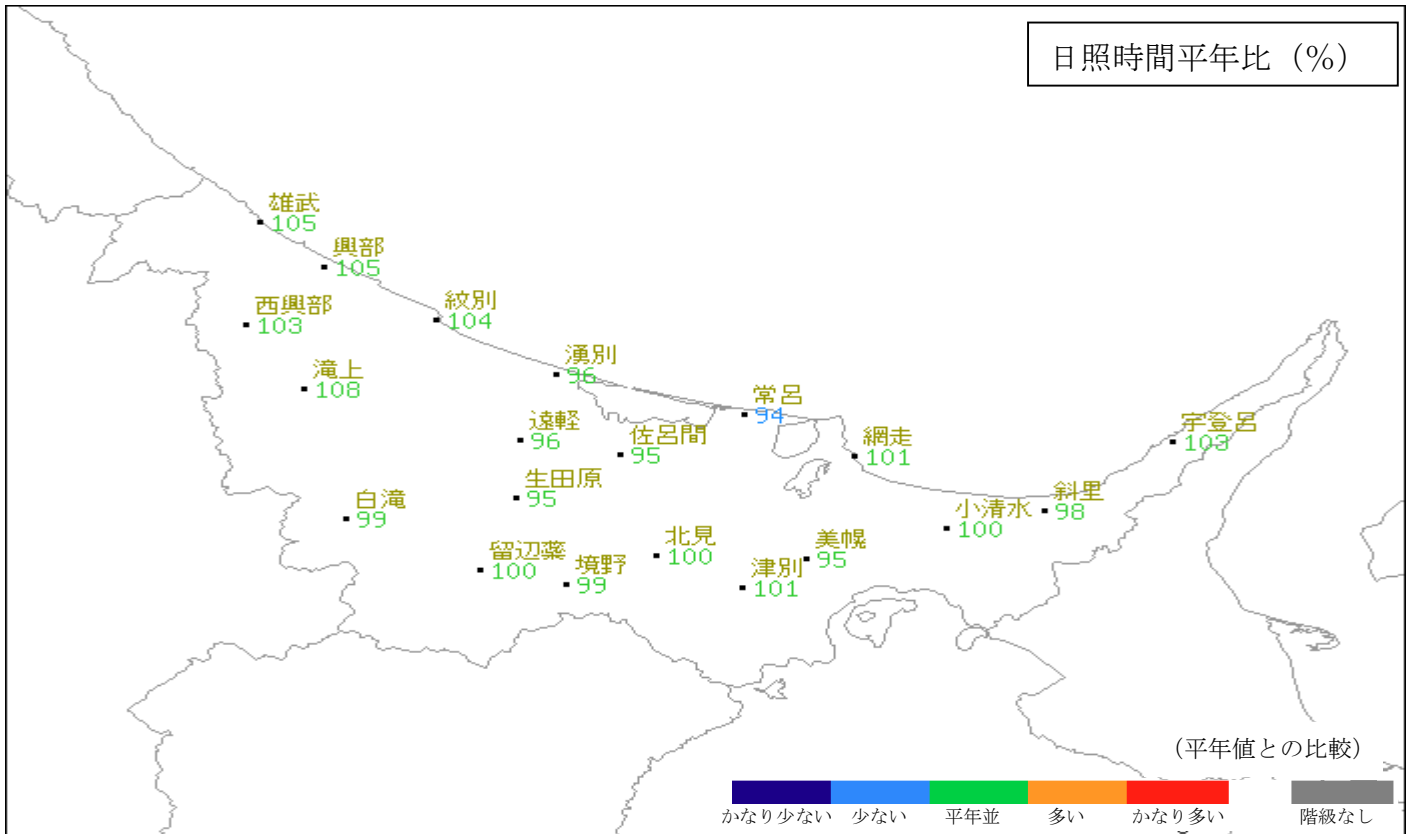 日照時間平年比（％）
雄武
105
興部
105
西興部
103
紋別
104
滝上
108
湧別
96
常呂
94
遠軽
96
佐呂間
95
網走
101
宇登呂
103
生田原
95
白滝
99
斜里
98
小清水
100
北見
100
美幌
95
留辺蘂
100
境野
99
津別
101
（平年値との比較）
かなり少ない 少ない 平年並 多い かなり多い 階級なし